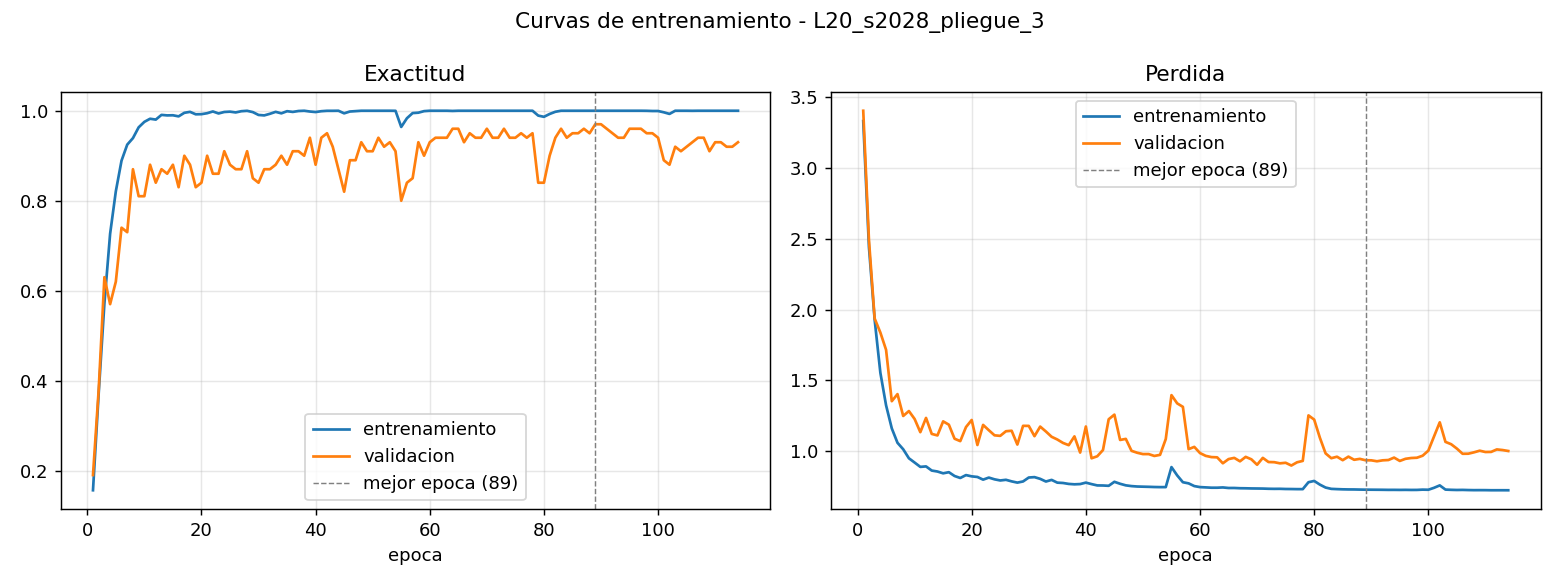 Curvas de entrenamiento - L20_s2028_pliegue_3
Exactitud
1.0
0.8
0.6
0.4
0.2
0 20 40 60 80 100
epoca
entrenamiento
validacion
mejor epoca (89)
Perdida
3.5
3.0
2.5
2.0
1.5
1.0
0 20 40 60 80 100
epoca
entrenamiento
validacion
mejor epoca (89)